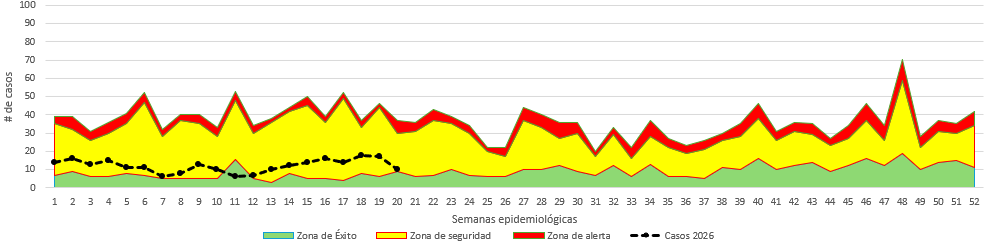 100
90
80
70
60
50
40
30
20
10
0
# de casos
1 2 3 4 5 6 7 8 9 10 11 12 13 14 15 16 17 18 19 20 21 22 23 24 25 26 27 28 29 30 31 32 33 34 35 36 37 38 39 40 41 42 43 44 45 46 47 48 49 50 51 52
Semanas epidemiológicas
Zona de Éxito Zona de seguridad Zona de alerta Casos 2026